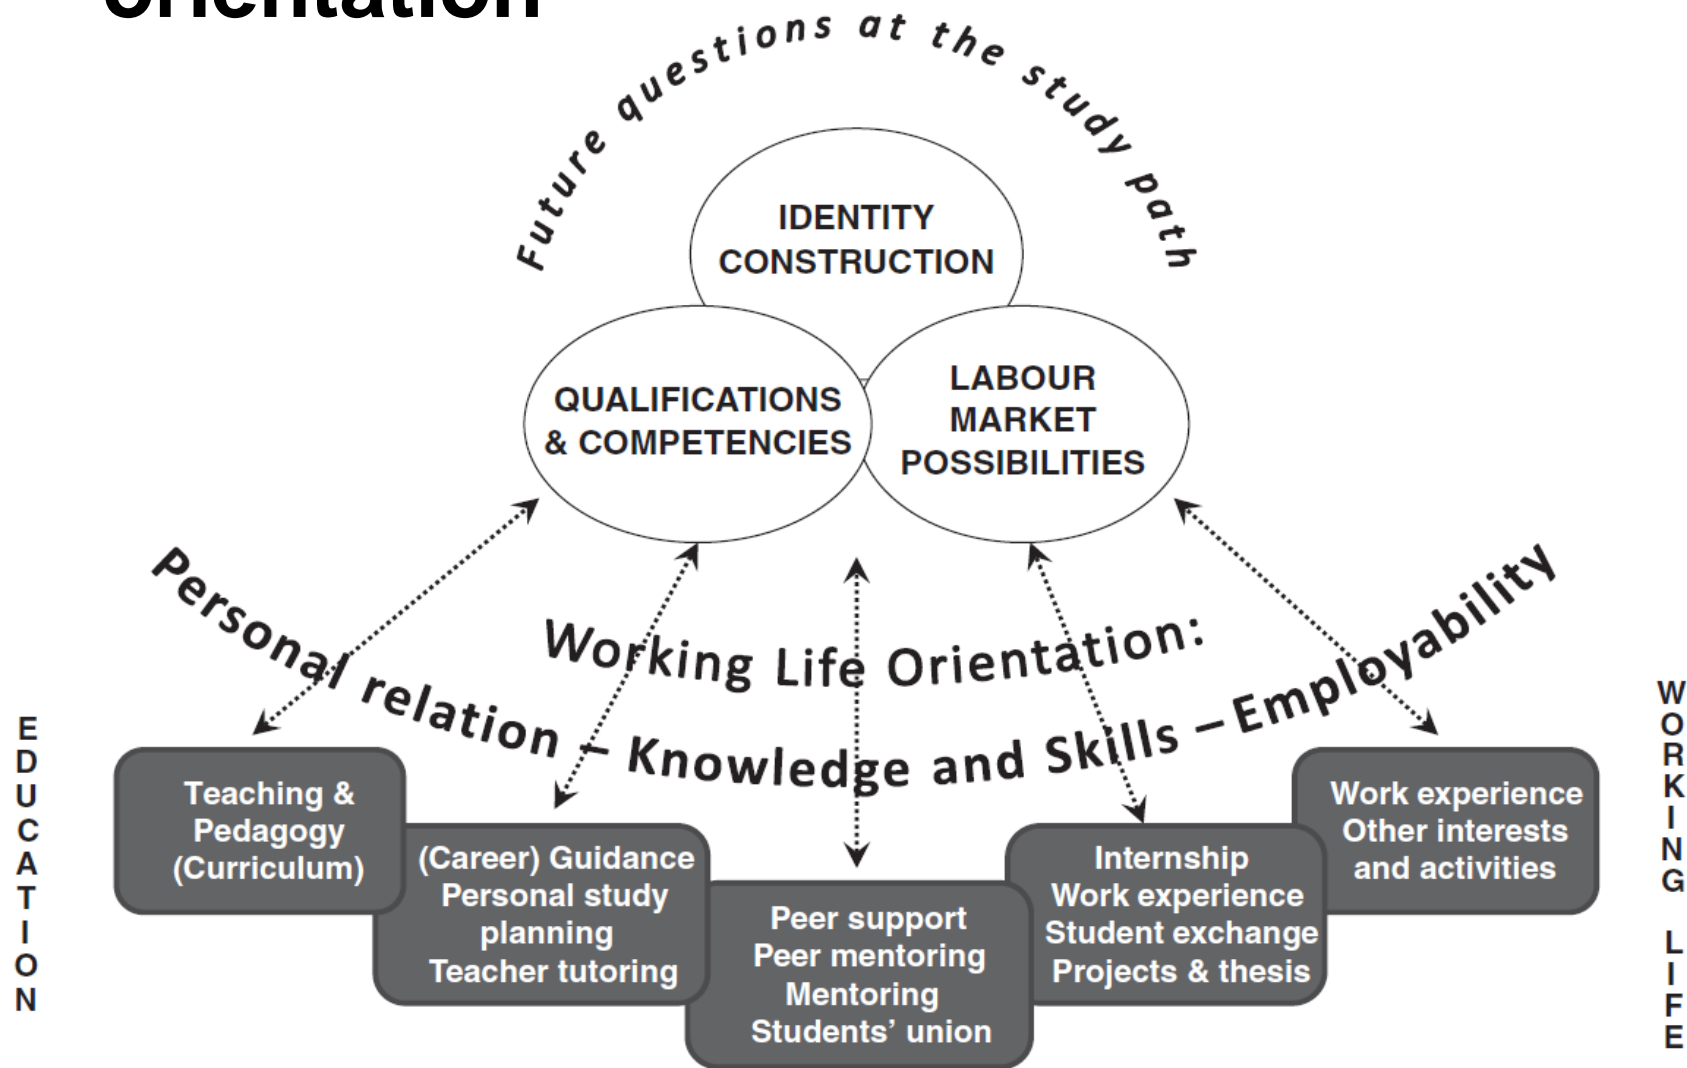 orientation
Future questions at the study path
IDENTITY
CONSTRUCTION
QUALIFICATIONS
& COMPETENCIES
LABOUR
MARKET
POSSIBILITIES
Working Life Orientation:
Personal relation – Knowledge and Skills – Employability
EDUCATION
Teaching &
Pedagogy
(Curriculum)
(Career) Guidance
Personal study
planning
Teacher tutoring
Peer support
Peer mentoring
Mentoring
Students’ union
Internship
Work experience
Student exchange
Projects & thesis
Work experience
Other interests
and activities
WORKING LIFE